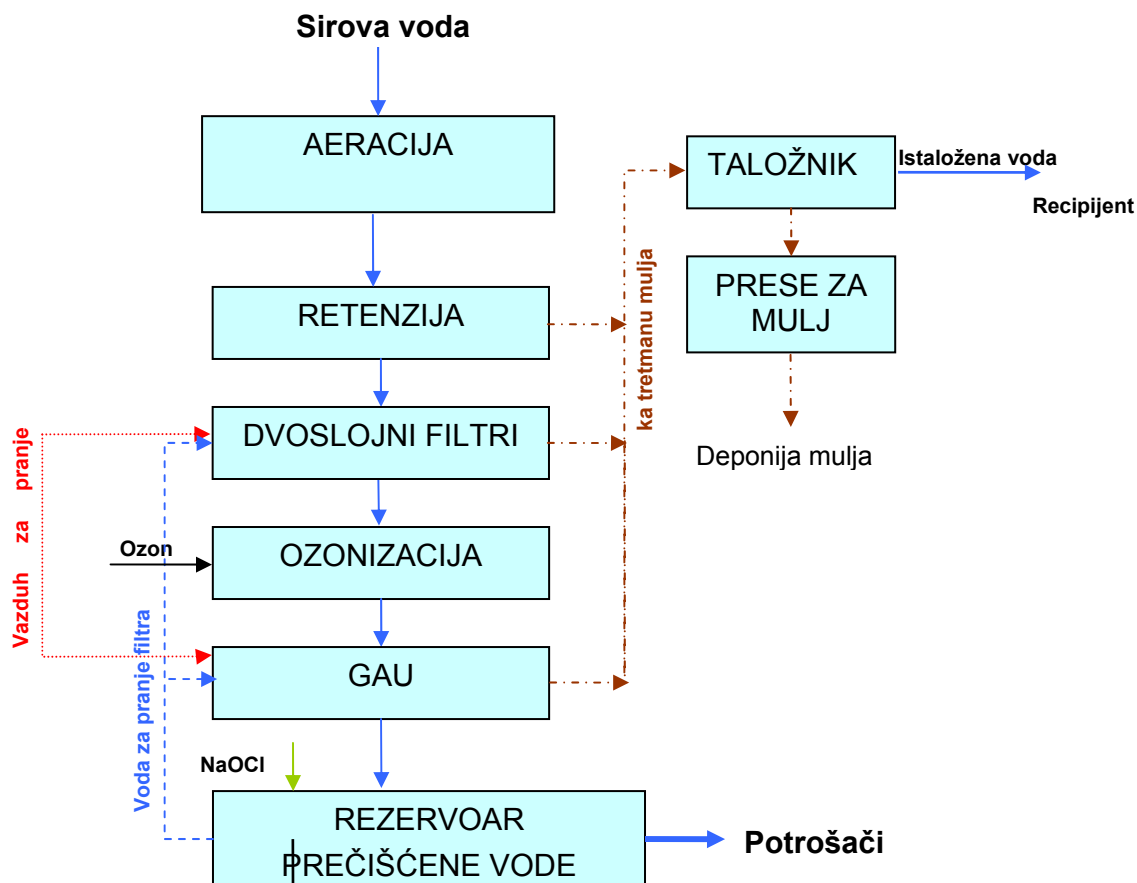 Sirova voda
AERACIJA
TALOŽNIK
Istaložena voda
Recipijent
RETENZIJA
PRESE ZA
MULJ
ka tretmanu mulja
DVOSLOJNI FILTRI
Deponija mulja
Vazduh za pranje
Ozon
OZONIZACIJA
Voda za pranje filtra
GAU
NaOCl
REZERVOAR
PREČIŠĆENE VODE
Potrošači